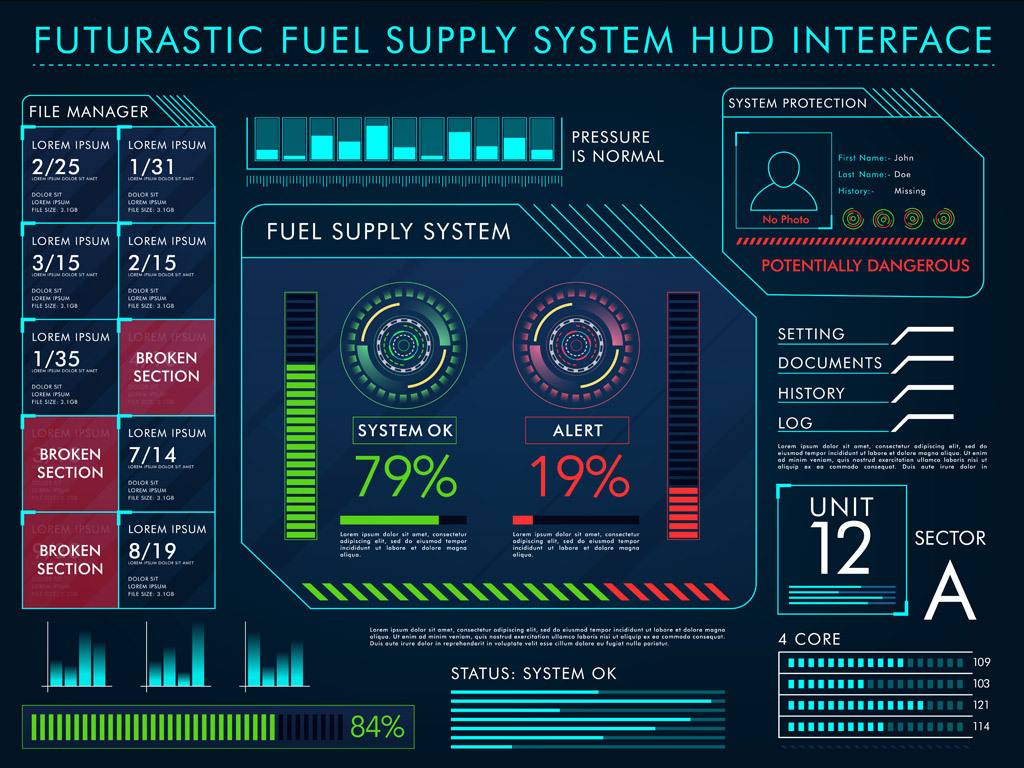 FUTURASTIC FUEL SUPPLY SYSTEM HUD INTERFACE
FILE MANAGER
LOREM IPSUM
2/25
LOREM IPSUM DOLOR SIT AMET
DOLOR SIT
LOREM IPSUM
FILE SIZE: 3.1GB
LOREM IPSUM
1/31
LOREM IPSUM DOLOR SIT AMET
DOLOR SIT
LOREM IPSUM
FILE SIZE: 3.1GB
LOREM IPSUM
3/15
LOREM IPSUM DOLOR SIT AMET
DOLOR SIT
LOREM IPSUM
FILE SIZE: 3.1GB
LOREM IPSUM
2/15
LOREM IPSUM DOLOR SIT AMET
DOLOR SIT
LOREM IPSUM
FILE SIZE: 3.1GB
LOREM IPSUM
1/35
LOREM IPSUM DOLOR SIT AMET
DOLOR SIT
LOREM IPSUM
FILE SIZE: 3.1GB
LOREM IPSUM
BROKEN
SECTION
LOREM IPSUM
BROKEN
SECTION
LOREM IPSUM
7/14
LOREM IPSUM DOLOR SIT AMET
DOLOR SIT
LOREM IPSUM
FILE SIZE: 3.1GB
LOREM IPSUM
BROKEN
SECTION
LOREM IPSUM
8/19
LOREM IPSUM DOLOR SIT AMET
DOLOR SIT
LOREM IPSUM
FILE SIZE: 3.1GB
84%
PRESSURE
IS NORMAL
FUEL SUPPLY SYSTEM
SYSTEM OK
79%
Lorem ipsum dolor sit amet, consectetur
adipiscing elit, sed do eiusmod tempor
incididunt ut labore et dolore magna
aliqua.
ALERT
19%
Lorem ipsum dolor sit amet, consectetur
adipiscing elit, sed do eiusmod tempor
incididunt ut labore et dolore magna
aliqua.
Lorem ipsum dolor sit amet, consectetur adipiscing elit, sed do eiusmod tempor incididunt ut labore et dolore magna
aliqua. Ut enim ad minim veniam, quis nostrud exercitation ullamco laboris nisi ut aliquip ex ea commodo consequat.
Duis aute irure dolor in reprehenderit in voluptate velit esse cillum dolore eu fugiat nulla pariatur.
STATUS: SYSTEM OK
SYSTEM PROTECTION
No Photo
First Name:- John
Last Name:- Doe
History:- Missing
POTENTIALLY DANGEROUS
SETTING
DOCUMENTS
HISTORY
LOG
Lorem ipsum dolor sit amet, consectetur adipiscing elit, sed do
eiusmod tempor incididunt ut labore et dolore magna aliqua. Ut enim
ad minim veniam, quis nostrud exercitation ullamco laboris nisi ut
aliquip ex ea commodo consequat. Duis aute irure dolor in
UNIT
12
SECTOR
A
4 CORE
109
103
121
114